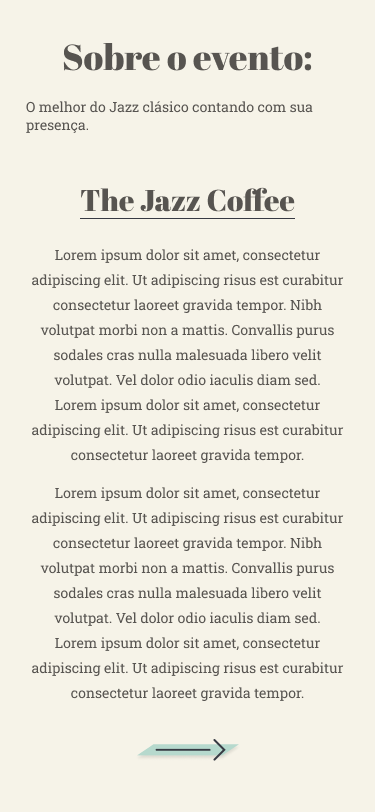 Sobre o evento:
O melhor do Jazz clásico contando com sua
presença.
The Jazz Coffee
Lorem ipsum dolor sit amet, consectetur
adipiscing elit. Ut adipiscing risus est curabitur
consectetur laoreet gravida tempor. Nibh
volutpat morbi non a mattis. Convallis purus
sodales cras nulla malesuada libero velit
volutpat. Vel dolor odio iaculis diam sed.
Lorem ipsum dolor sit amet, consectetur
adipiscing elit. Ut adipiscing risus est curabitur
consectetur laoreet gravida tempor.
Lorem ipsum dolor sit amet, consectetur
adipiscing elit. Ut adipiscing risus est curabitur
consectetur laoreet gravida tempor. Nibh
volutpat morbi non a mattis. Convallis purus
sodales cras nulla malesuada libero velit
volutpat. Vel dolor odio iaculis diam sed.
Lorem ipsum dolor sit amet, consectetur
adipiscing elit. Ut adipiscing risus est curabitur
consectetur laoreet gravida tempor.